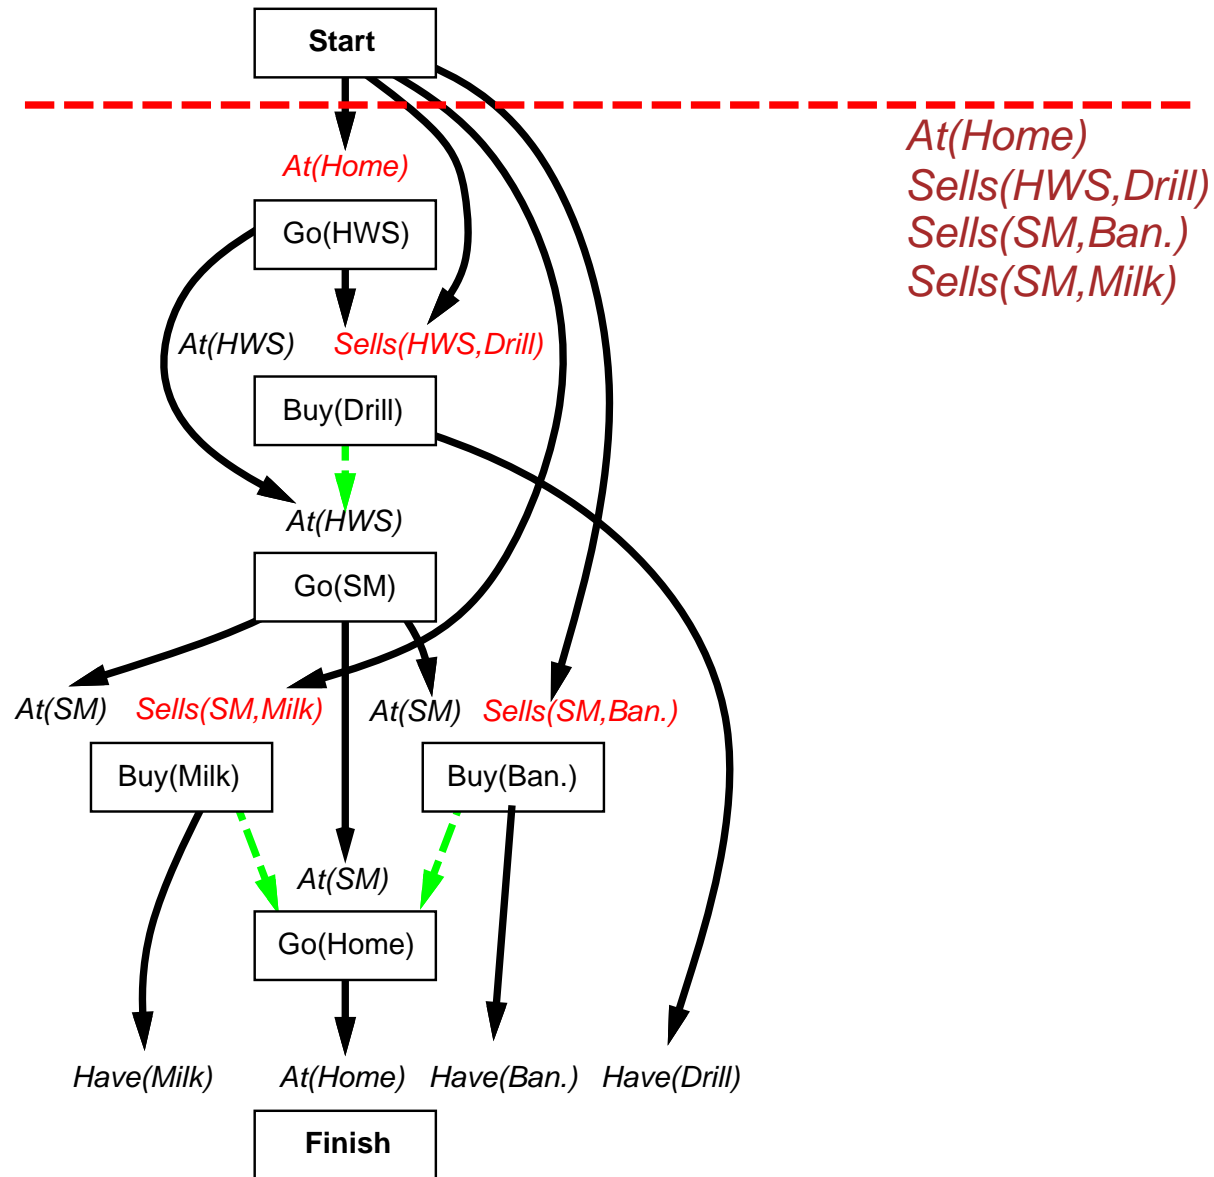 Start
At(Home)
Sells(HWS,Drill)
Sells(SM,Ban.)
Sells(SM,Milk)
At(Home)
Go(HWS)
At(HWS) Sells(HWS,Drill)
Buy(Drill)
At(HWS)
Go(SM)
At(SM) Sells(SM,Milk) At(SM) Sells(SM,Ban.)
Buy(Milk) Buy(Ban.)
At(SM)
Go(Home)
Have(Milk) At(Home) Have(Ban.) Have(Drill)
Finish